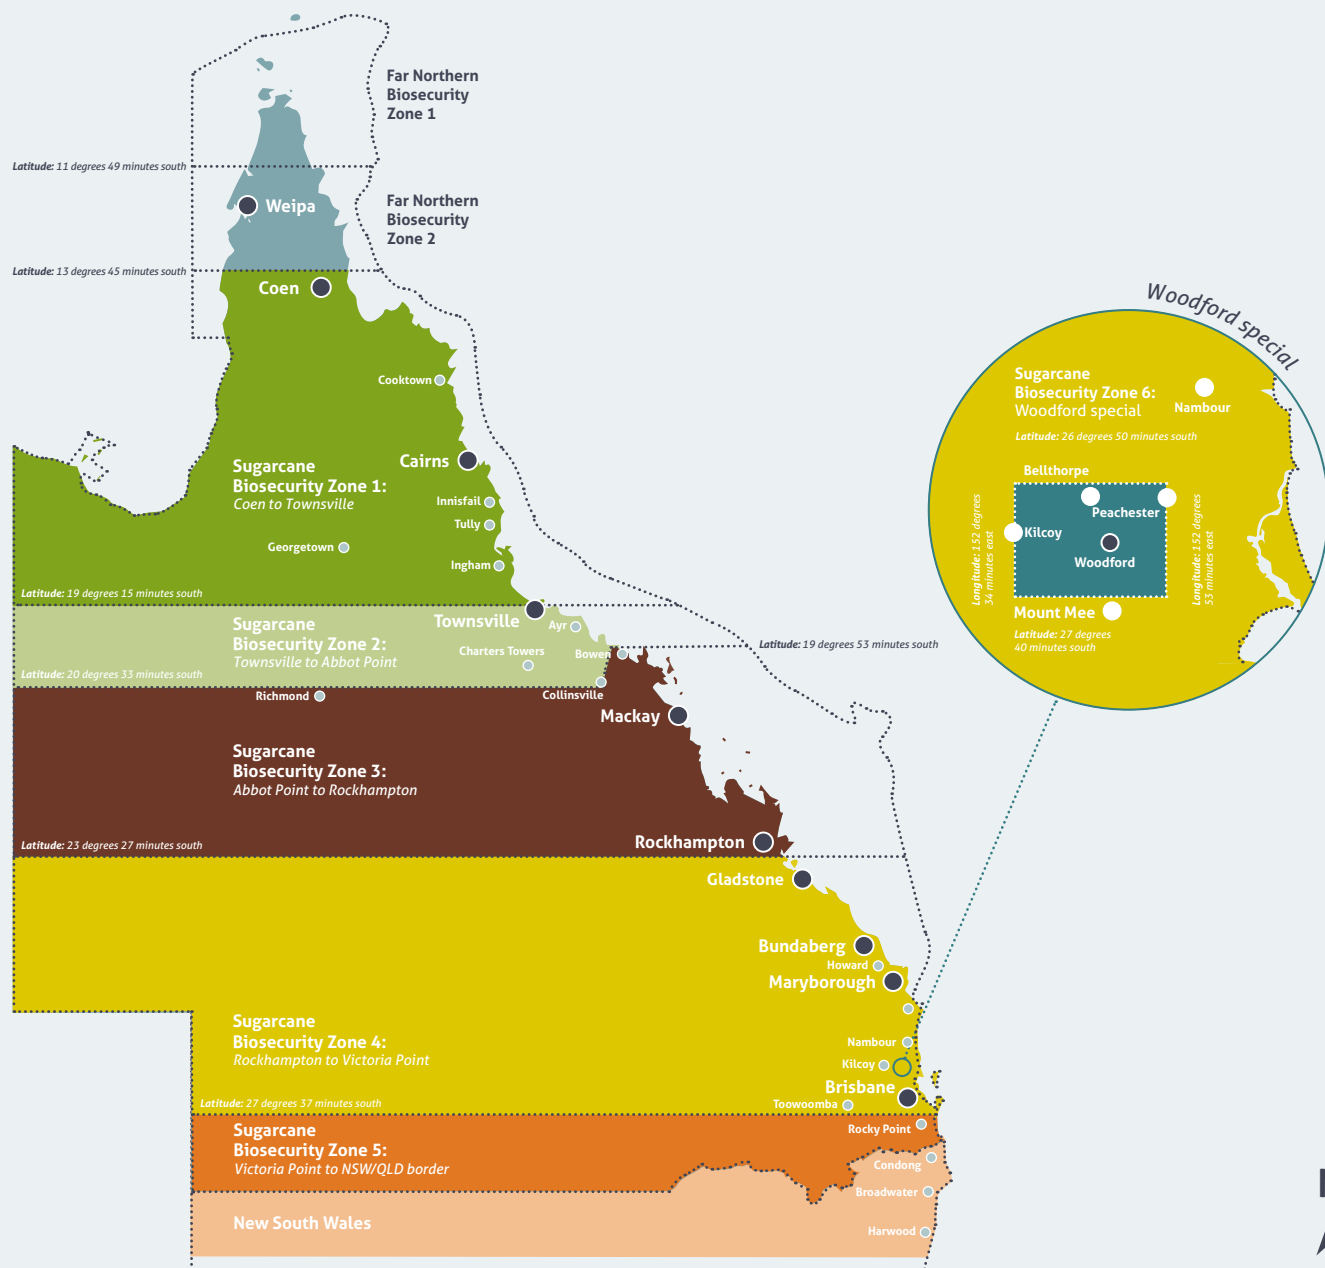 Far Northern
Biosecurity
Zone 1
Latitude: 11 degrees 49 minutes south
Weipa
Far Northern
Biosecurity
Zone 2
Latitude: 13 degrees 45 minutes south
Coen
Cooktown
Cairns
Sugarcane
Biosecurity Zone 1:
Coen to Townsville
Innisfail
Tully
Georgetown
Ingham
Latitude: 19 degrees 15 minutes south
Townsville
Ayr
Sugarcane
Biosecurity Zone 2:
Townsville to Abbot Point
Charters Towers
Bowen
Latitude: 19 degrees 53 minutes south
Latitude: 20 degrees 33 minutes south
Richmond
Collinsville
Mackay
Sugarcane
Biosecurity Zone 3:
Abbot Point to Rockhampton
Rockhampton
Latitude: 23 degrees 27 minutes south
Gladstone
Bundaberg
Howard
Maryborough
Sugarcane
Biosecurity Zone 4:
Rockhampton to Victoria Point
Nambour
Kilcoy
Brisbane
Toowoomba
Latitude: 27 degrees 37 minutes south
Rocky Point
Sugarcane
Biosecurity Zone 5:
Victoria Point to NSW/QLD border
Condong
Broadwater
New South Wales
Harwood
Woodford special
Sugarcane
Biosecurity Zone 6:
Woodford special
Nambour
Latitude: 26 degrees 50 minutes south
Bellthorpe
Peachester
Kilcoy
Woodford
Longitude: 152 degrees
34 minutes east
Longitude: 152 degrees
53 minutes east
Mount Mee
Latitude: 27 degrees
40 minutes south